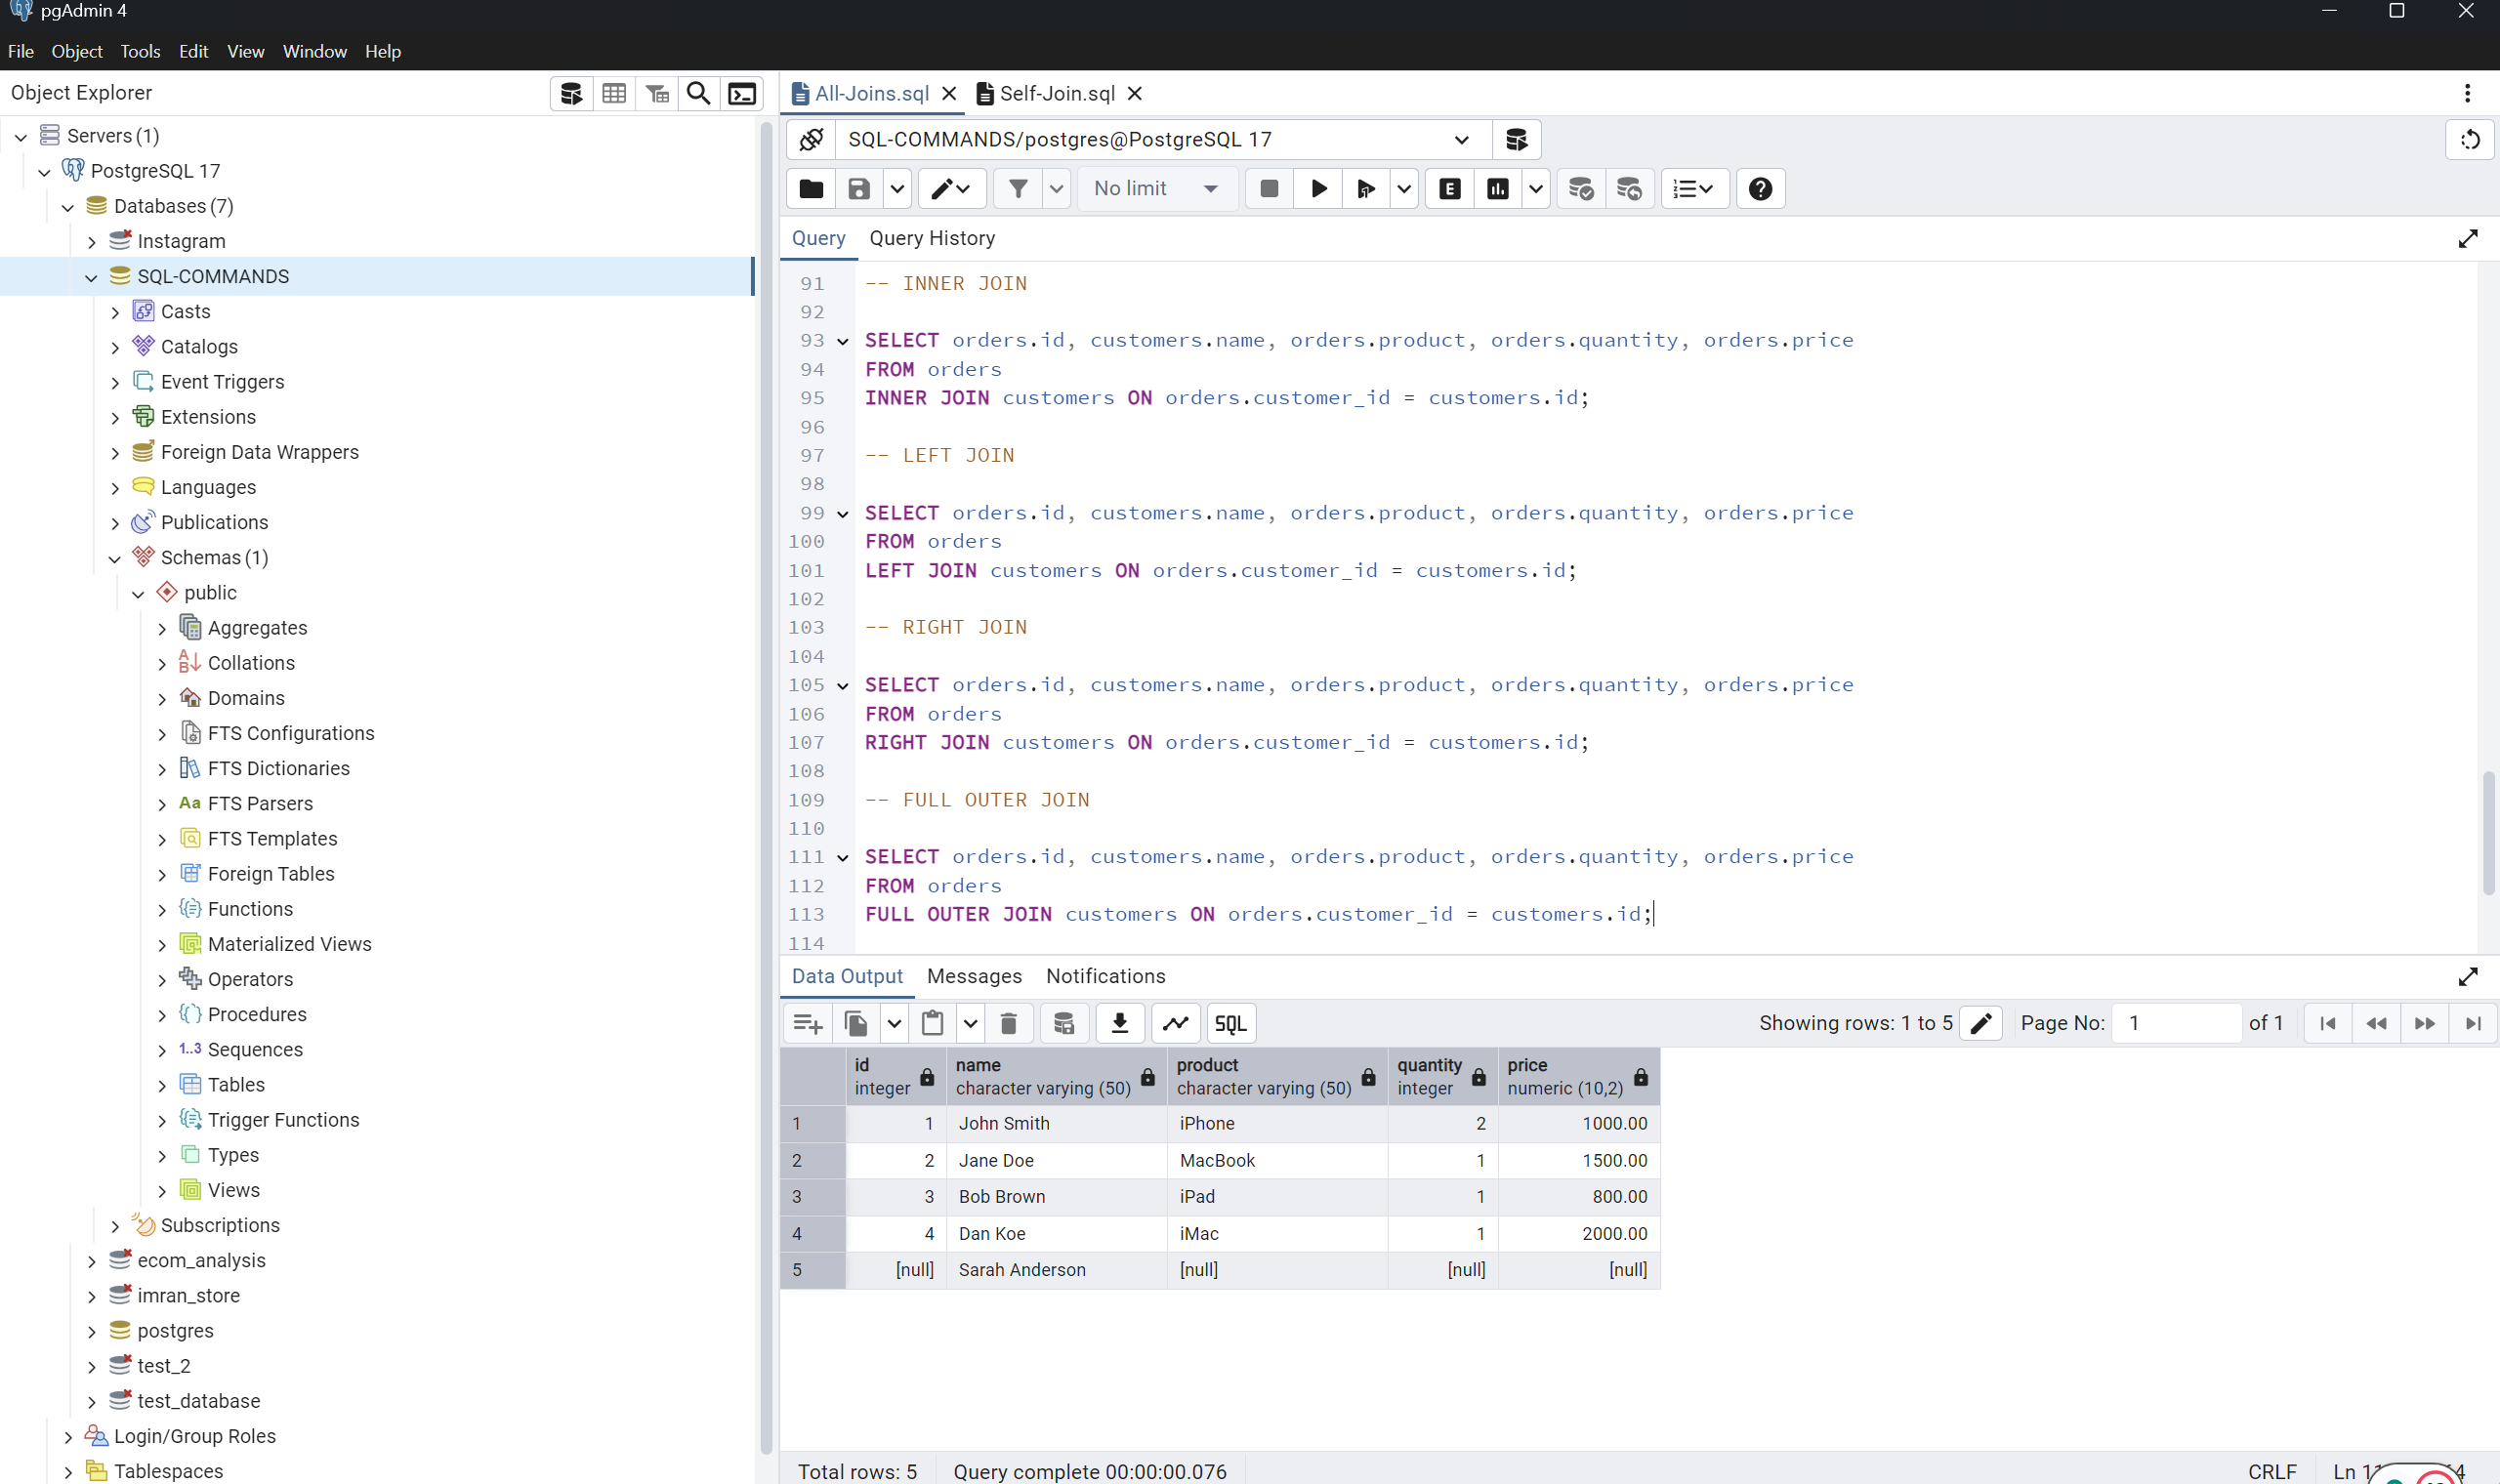 pgAdmin 4
File Object Tools Edit View Window Help
Object Explorer
Servers (1)
PostgreSQL 17
Databases (7)
Instagram
SQL-COMMANDS
Casts
Catalogs
Event Triggers
Extensions
Foreign Data Wrappers
Languages
Publications
Schemas (1)
public
Aggregates
Collations
Domains
FTS Configurations
FTS Dictionaries
Aa FTS Parsers
FTS Templates
Foreign Tables
Functions
Materialized Views
Operators
Procedures
1..3 Sequences
Tables
Trigger Functions
Types
Views
Subscriptions
ecom_analysis
imran_store
postgres
test_2
test_database
Login/Group Roles
Tablespaces
All-Joins.sql Self-Join.sql
SQL-COMMANDS/postgres@PostgreSQL 17
No limit E
Query Query History
91 -- INNER JOIN
92
93 SELECT orders.id, customers.name, orders.product, orders.quantity, orders.price
94 FROM orders
95 INNER JOIN customers ON orders.customer_id = customers.id;
96
97 -- LEFT JOIN
98
99 SELECT orders.id, customers.name, orders.product, orders.quantity, orders.price
100 FROM orders
101 LEFT JOIN customers ON orders.customer_id = customers.id;
102
103 -- RIGHT JOIN
104
105 SELECT orders.id, customers.name, orders.product, orders.quantity, orders.price
106 FROM orders
107 RIGHT JOIN customers ON orders.customer_id = customers.id;
108
109 -- FULL OUTER JOIN
110
111 SELECT orders.id, customers.name, orders.product, orders.quantity, orders.price
112 FROM orders
113 FULL OUTER JOIN customers ON orders.customer_id = customers.id;
114
Data Output Messages Notifications
SQL Showing rows: 1 to 5 Page No: 1 of 1
id name product quantity price
integer character varying (50) character varying (50) integer numeric (10,2)
1 1 John Smith iPhone 2 1000.00
2 2 Jane Doe MacBook 1 1500.00
3 3 Bob Brown iPad 1 800.00
4 4 Dan Koe iMac 1 2000.00
5 [null] Sarah Anderson [null] [null] [null]
Total rows: 5 Query complete 00:00:00.076 CRLF Ln